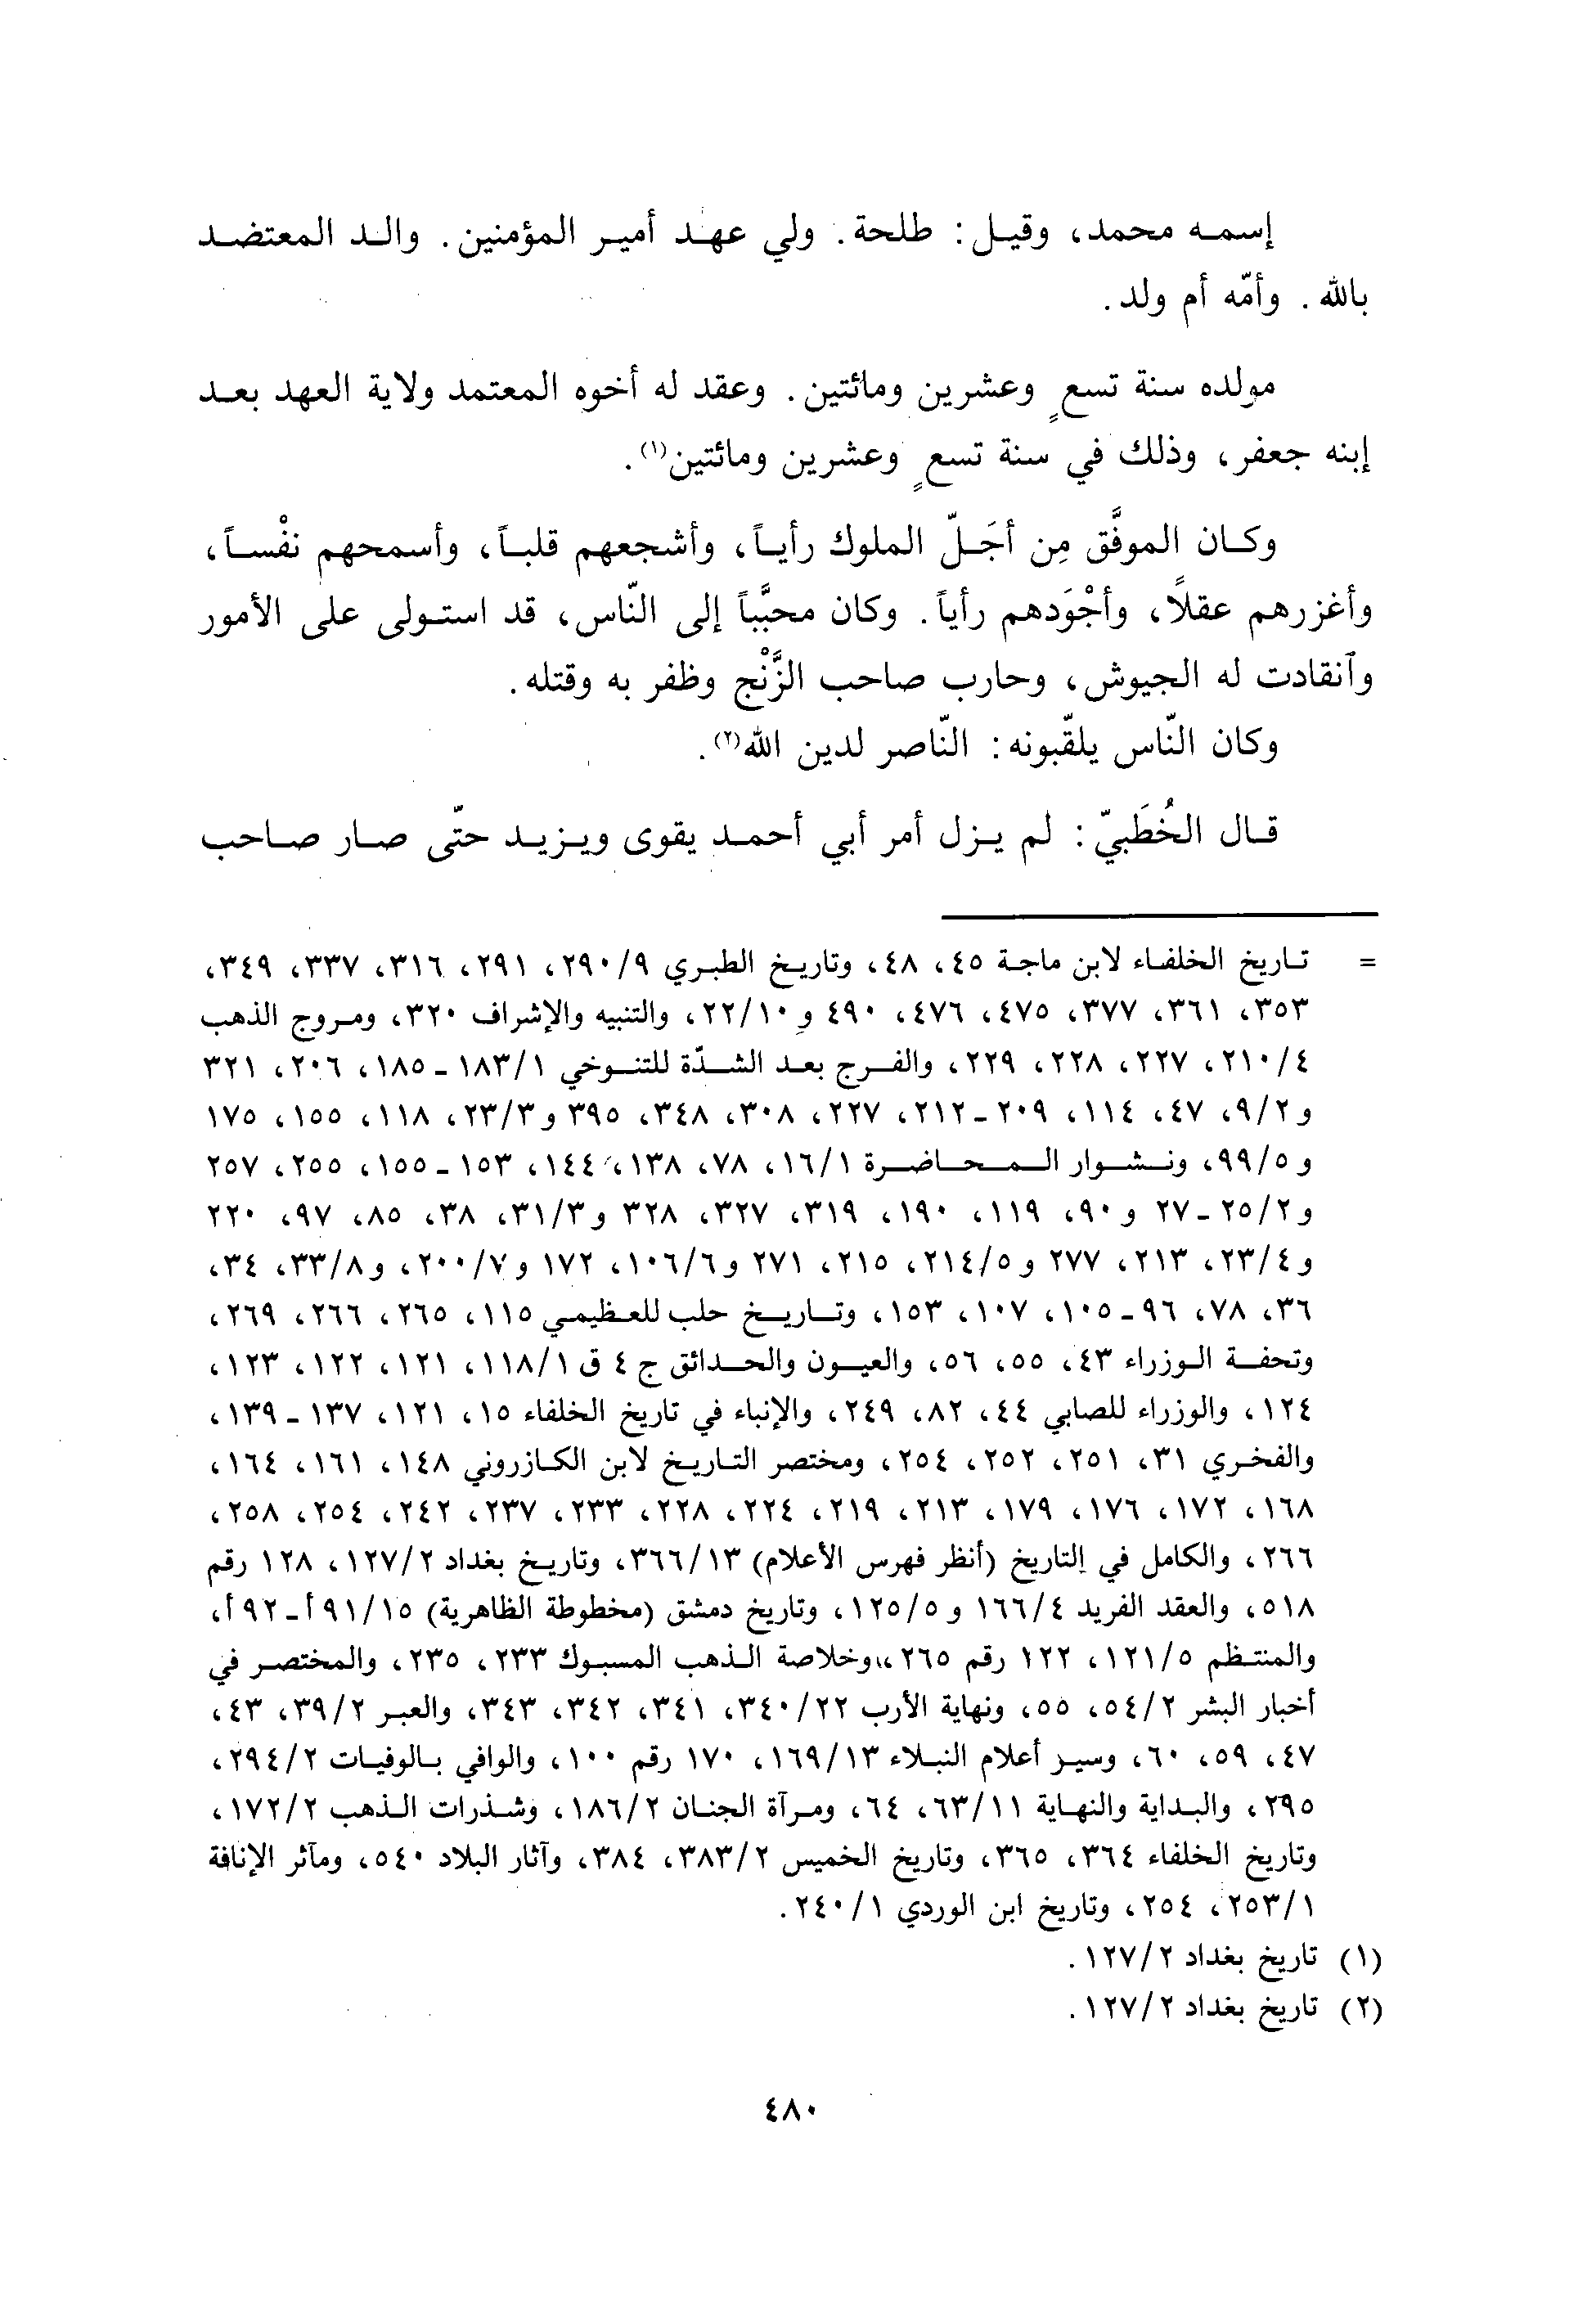 إسمه محمد، وقيل: طلحة. ولي عهد أمير المؤمنين. والد المعتضد
بالله. وأمّه أم ولد.
مولده سنة تسعٍ وعشرين ومائتين. وعقد له أخوه المعتمد ولاية العهد بعد
إبنه جعفر، وذلك في سنة تسعٍ وعشرين ومائتين(١).
وكان الموفَّق مِن أجَلّ الملوك رأياً، وأشجعهم قلباً، وأسمحهم نفْساً،
وأغزرهم عقلاً، وأجْوَدهم رأياً. وكان محبَّباً إلى النّاس، قد استولى على الأمور
وآنقادت له الجيوش، وحارب صاحب الزَّنْج وظفر به وقتله.
وكان النّاس يلقّبونه: النّاصر لدين الله(٢).
قال الخُطَبيّ: لم يزل أمر أبي أحمد يقوى ويزيد حتّى صار صاحب
= تاريخ الخلفاء لابن ماجة ٤٥، ٤٨، وتاريخ الطبري ٢٩٠/٩، ٢٩١، ٣١٦، ٣٣٧، ٣٤٩،
٣٥٣، ٣٦١، ٣٧٧، ٤٧٥، ٤٧٦، ٤٩٠ و ٢٢/١٠، والتنبيه والإشراف ٣٢٠، ومروج الذهب
٢١٠/٤، ٢٢٧، ٢٢٨، ٢٢٩، والفرج بعد الشدّة للتنوخي ١٨٣/١ - ١٨٥، ٢٠٦، ٣٢١
و ٩/٢، ٤٧، ١١٤، ٢٠٩ - ٢١٢، ٢٢٧، ٣٠٨، ٣٤٨، ٣٩٥ و٢٣/٣، ١١٨، ١٥٥، ١٧٥
و ٩٩/٥، ونشوار المحاضرة ١٦/١، ٧٨، ١٣٨، ١٤٤، ١٥٣ - ١٥٥، ٢٥٥، ٢٥٧
و ٢٥/٢ - ٢٧ و ٩٠، ١١٩، ١٩٠، ٣١٩، ٣٢٧، ٣٢٨ و٣١/٣، ٣٨، ٨٥، ٩٧، ٢٢٠
و ٢٣/٤، ٢١٣، ٢٧٧ و ٢١٤/٥، ٢١٥، ٢٧١ و١٠٦/٦، ١٧٢ و٢٠٠/٧، و٣٣/٨، ٣٤،
٣٦، ٧٨، ٩٦ - ١٠٥، ١٠٧، ١٥٣، وتاريخ حلب للعظيمي ١١٥، ٢٦٥، ٢٦٦، ٢٦٩،
وتحفة الوزراء ٤٣، ٥٥، ٥٦، والعيون والحدائق ج ٤ ق ١١٨/١، ١٢١، ١٢٢، ١٢٣،
١٢٤، والوزراء للصابي ٤٤، ٨٢، ٢٤٩، والإنباء في تاريخ الخلفاء ١٥، ١٢١، ١٣٧ - ١٣٩،
والفخري ٣١، ٢٥١، ٢٥٢، ٢٥٤، ومختصر التاريخ لابن الكازروني ١٤٨، ١٦١، ١٦٤،
١٦٨، ١٧٢، ١٧٦، ١٧٩، ٢١٣، ٢١٩، ٢٢٤، ٢٢٨، ٢٣٣، ٢٣٧، ٢٤٢، ٢٥٤، ٢٥٨،
٢٦٦، والكامل في التاريخ (أنظر فهرس الأعلام) ٣٦٦/١٣، وتاريخ بغداد ١٢٧/٢، ١٢٨ رقم
٥١٨، والعقد الفريد ١٦٦/٤ و ١٢٥/٥، وتاريخ دمشق (مخطوطة الظاهرية) ٩١/١٥أ - ٩٢أ،
والمنتظم ١٢١/٥، ١٢٢ رقم ٢٦٥، وخلاصة الذهب المسبوك ٢٣٣، ٢٣٥، والمختصر في
أخبار البشر ٥٤/٢، ٥٥، ونهاية الأرب ٣٤٠/٢٢، ٣٤١، ٣٤٢، ٣٤٣، والعبر ٣٩/٢، ٤٣،
٤٧، ٥٩، ٦٠، وسير أعلام النبلاء ١٦٩/١٣، ١٧٠ رقم ١٠٠، والوافي بالوفيات ٢٩٤/٢،
٢٩٥، والبداية والنهاية ٦٣/١١، ٦٤، ومرآة الجنان ١٨٦/٢، وشذرات الذهب ١٧٢/٢،
وتاريخ الخلفاء ٣٦٤، ٣٦٥، وتاريخ الخميس ٣٨٣/٢، ٣٨٤، وآثار البلاد ٥٤٠، ومآثر الإنافة
٢٥٣/١، ٢٥٤، وتاريخ ابن الوردي ٢٤٠/١.
(١) تاريخ بغداد ١٢٧/٢.
(٢) تاريخ بغداد ١٢٧/٢.
٤٨٠